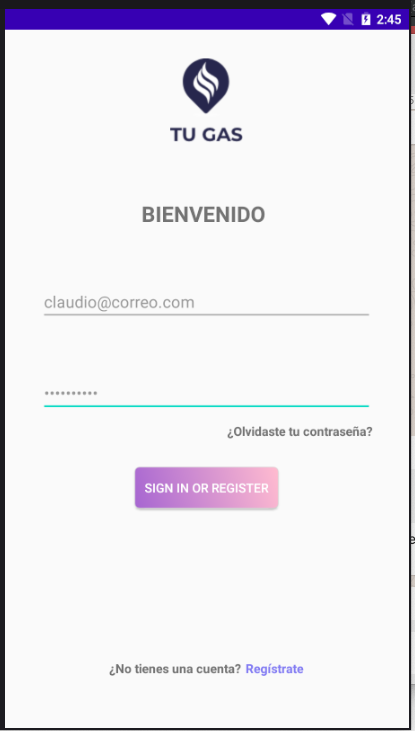 2:45
TU GAS
BIENVENIDO
claudio@correo.com
••••••••••
¿Olvidaste tu contraseña?
SIGN IN OR REGISTER
¿No tienes una cuenta? Regístrate